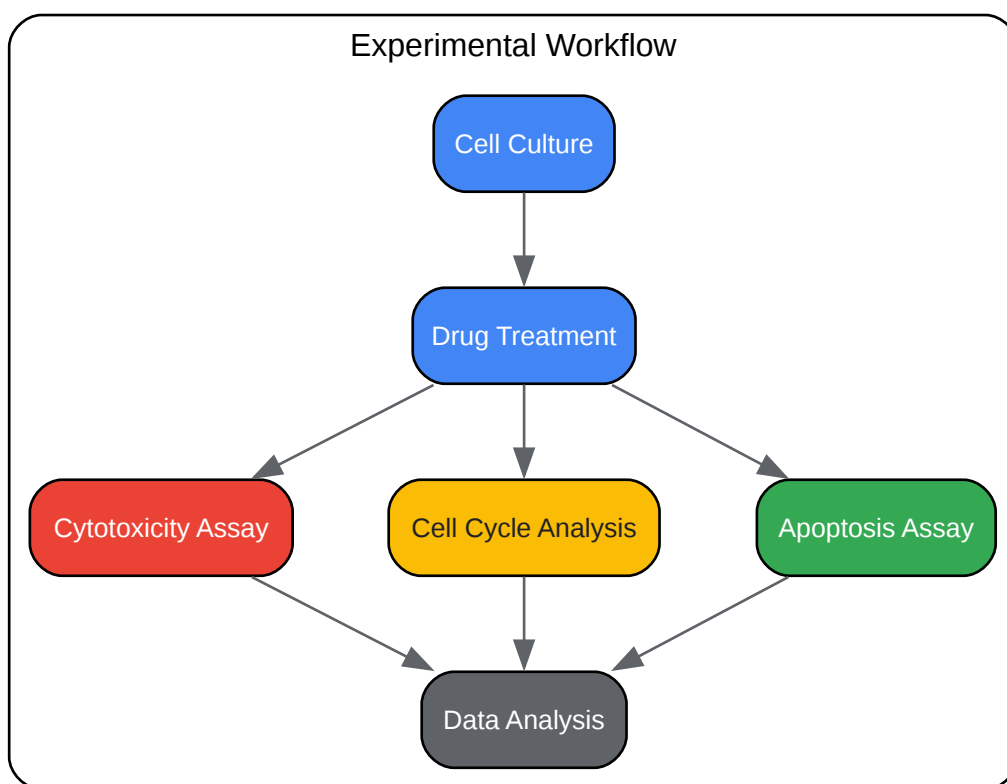 Experimental Workflow
Cell Culture
Drug Treatment
Cytotoxicity Assay
Cell Cycle Analysis
Apoptosis Assay
Data Analysis